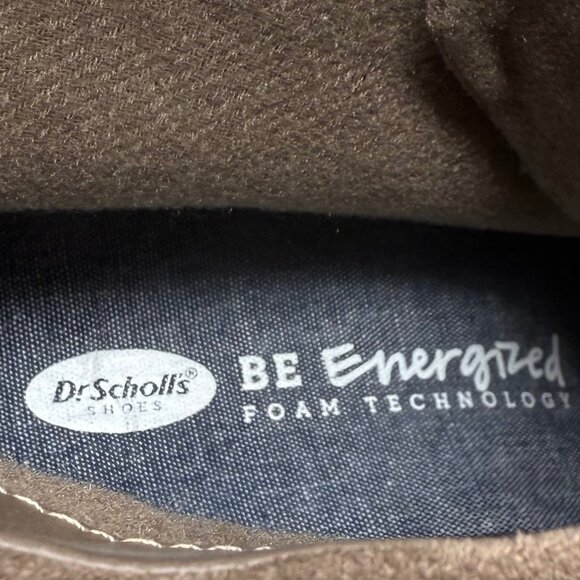 Dr Scholl's®
SHOES
BE Energized
FOAM TECHNOLOGY